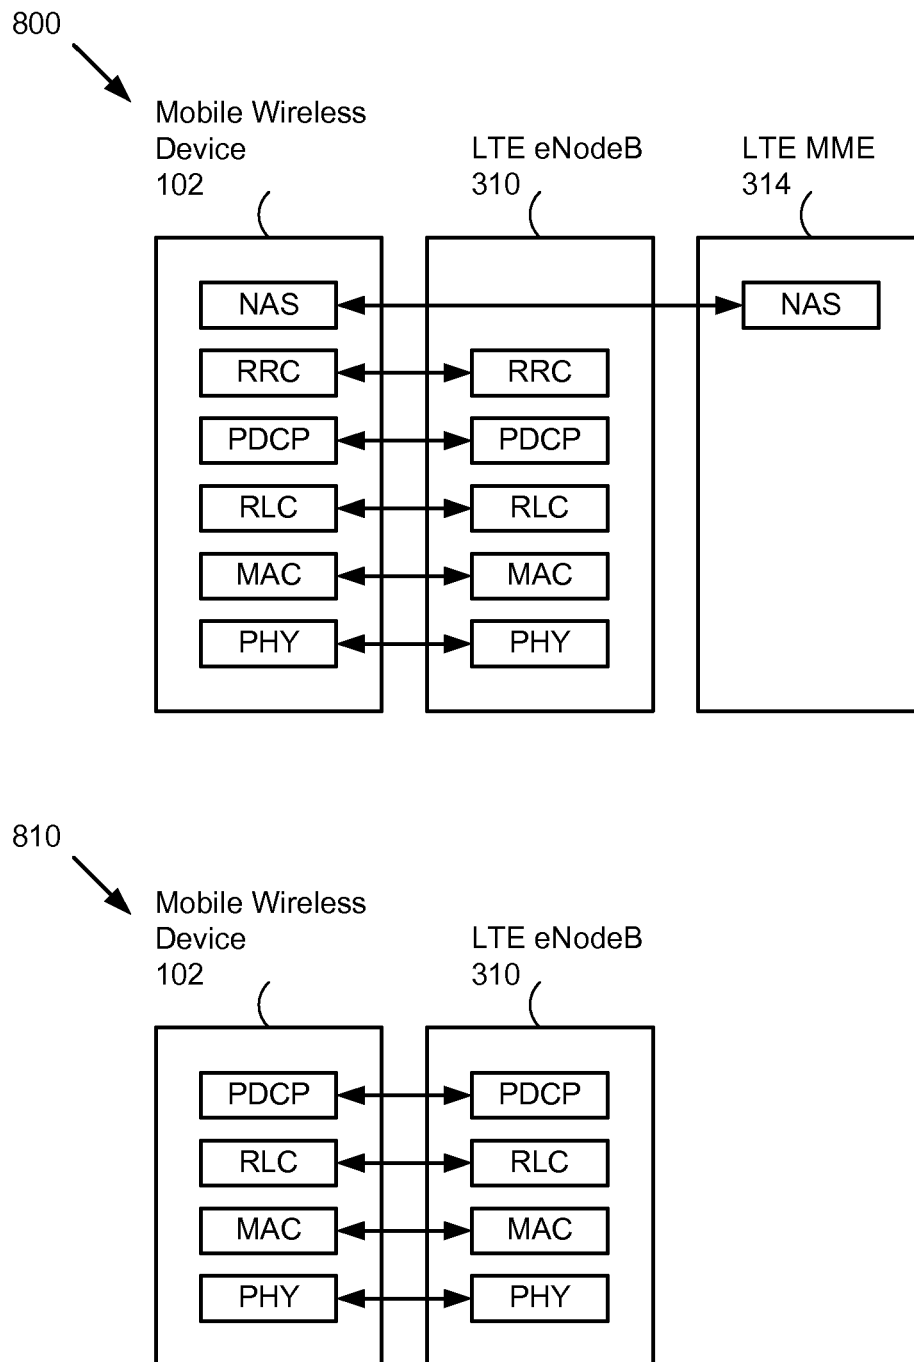 800
Mobile Wireless
Device
102
LTE eNodeB
310
LTE MME
314
NAS
NAS
RRC
RRC
PDCP
PDCP
RLC
RLC
MAC
MAC
PHY
PHY
810
Mobile Wireless
Device
102
LTE eNodeB
310
PDCP
PDCP
RLC
RLC
MAC
MAC
PHY
PHY